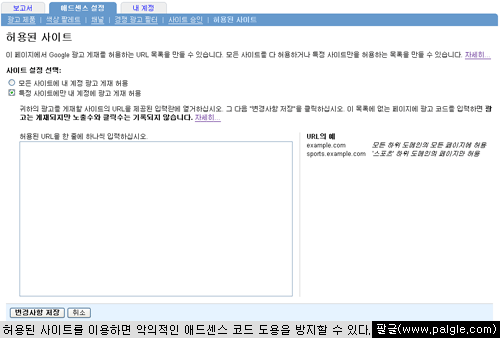 보고서 애드센스 설정 내 계정
광고 제품 | 색상 팔레트 | 채널 | 경쟁 광고 필터 | 사이트 승인 | 허용된 사이트
허용된 사이트
이 페이지에서 Google 광고 게재를 허용하는 URL 목록을 만들 수 있습니다. 모든 사이트를 다 허용하거나 특정 사이트만을 허용하는 목록을 만들 수 있습니다. 자세히...
사이트 설정 선택:
모든 사이트에 내 계정 광고 게재 허용
특정 사이트에만 내 계정에 광고 게재 허용
귀하의 광고를 게재할 사이트의 URL을 제공된 입력란에 열거하십시오. 그 다음 "변경사항 저장"을 클릭하십시오. 이 목록에 없는 페이지에 광고 코드를 입력하면 광
고는 게재되지만 노출수와 클릭수는 기록되지 않습니다. 자세히...
허용된 URL을 한 줄에 하나씩 입력하십시오.
URL의 예
example.com 모든 하위 도메인의 모든 페이지에 허용
sports.example.com '스포츠' 하위 도메인의 페이지만 허용
변경사항 저장 취소
허용된 사이트를 이용하면 악의적인 애드센스 코드 도용을 방지할 수 있다. 팔글(www.palgle.com)